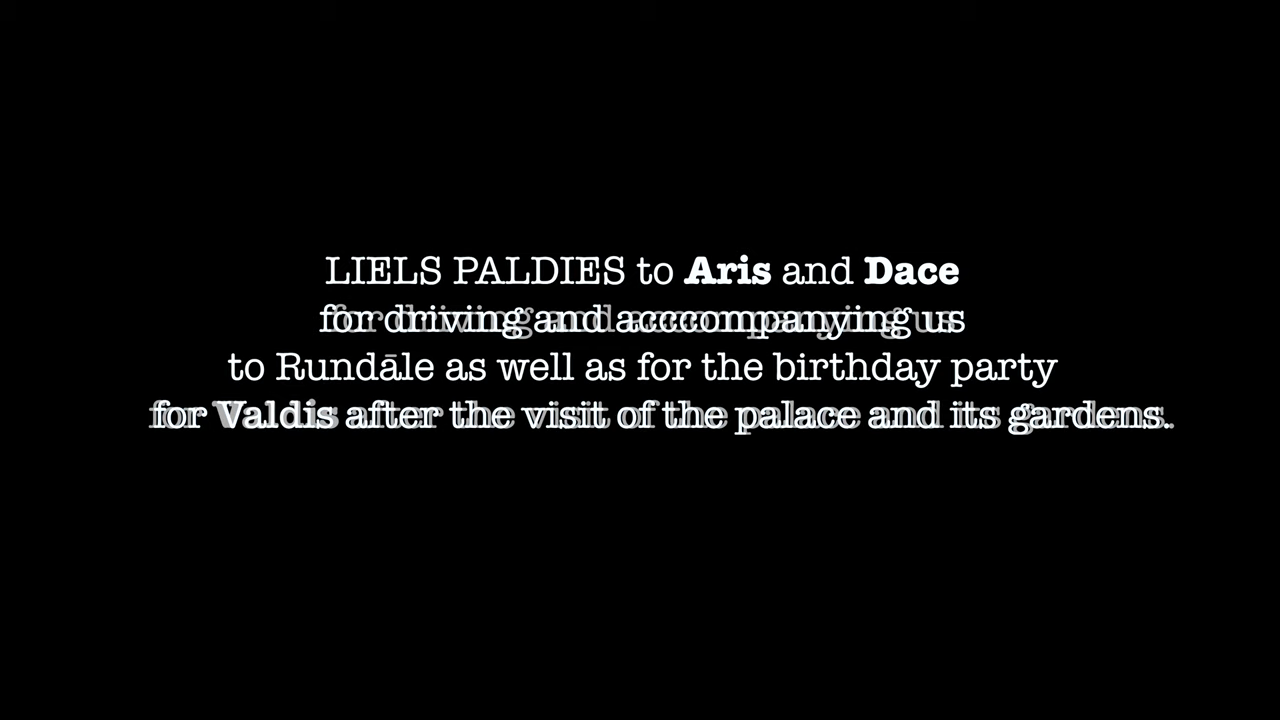 LIELS PALDIES to Aris and Dace
for driving and acccompanying us
to Rundāle as well as for the birthday party
for Valdis after the visit of the palace and its gardens.